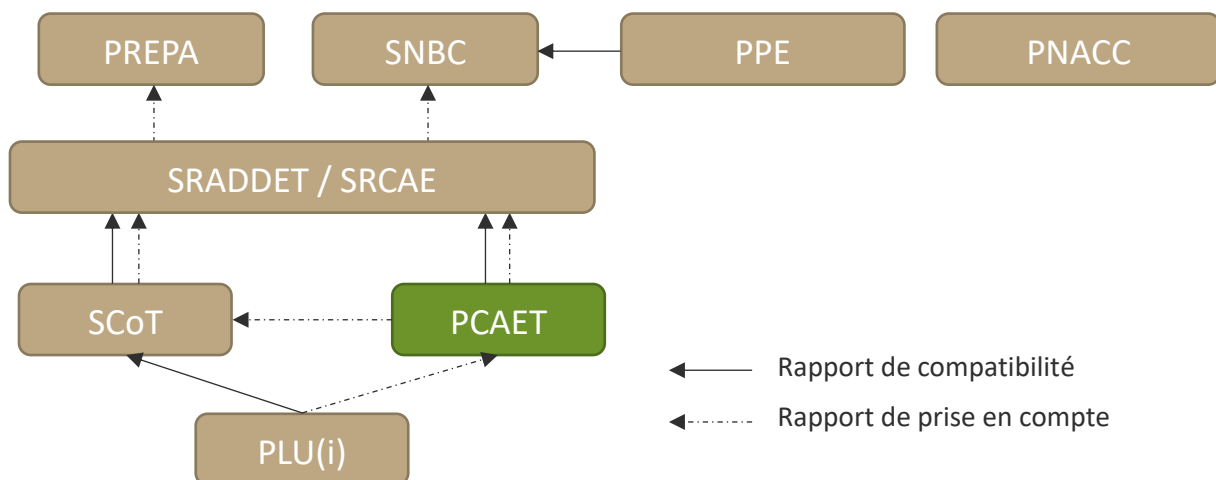 PREPA
SNBC
PPE
PNACC
SRADDET / SRCAE
SCoT
PCAET
Rapport de compatibilité
Rapport de prise en compte
PLU(i)